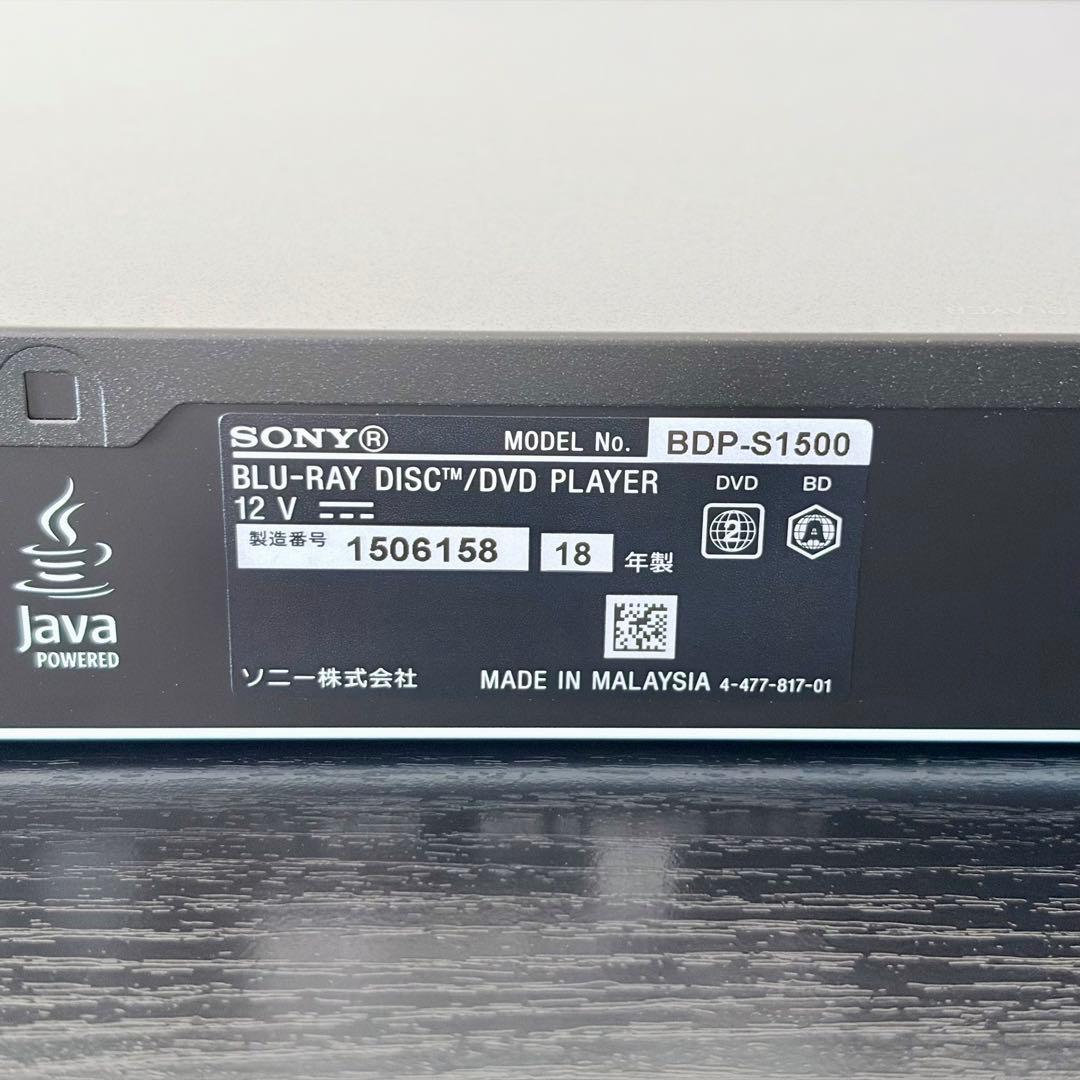 SONY®
MODEL No. BDP-S1500
BLU-RAY DISC™/DVD PLAYER
DVD BD
12 V
2 A
製造番号 1506158 18 年製
Java
POWERED
ソニー株式会社 MADE IN MALAYSIA 4-477-817-01